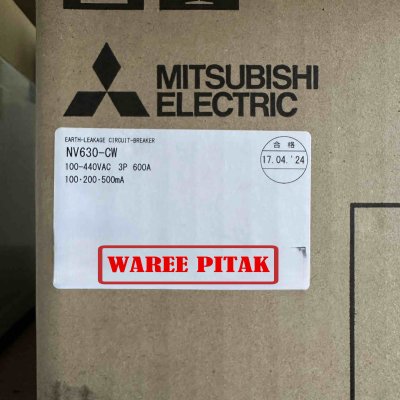 MITSUBISHI
ELECTRIC
EARTH-LEAKAGE CIRCUIT-BREAKER
NV630-CW
100-440VAC 3P 600A
100·200·500mA
合格
17.04.'24
WAREE PITAK